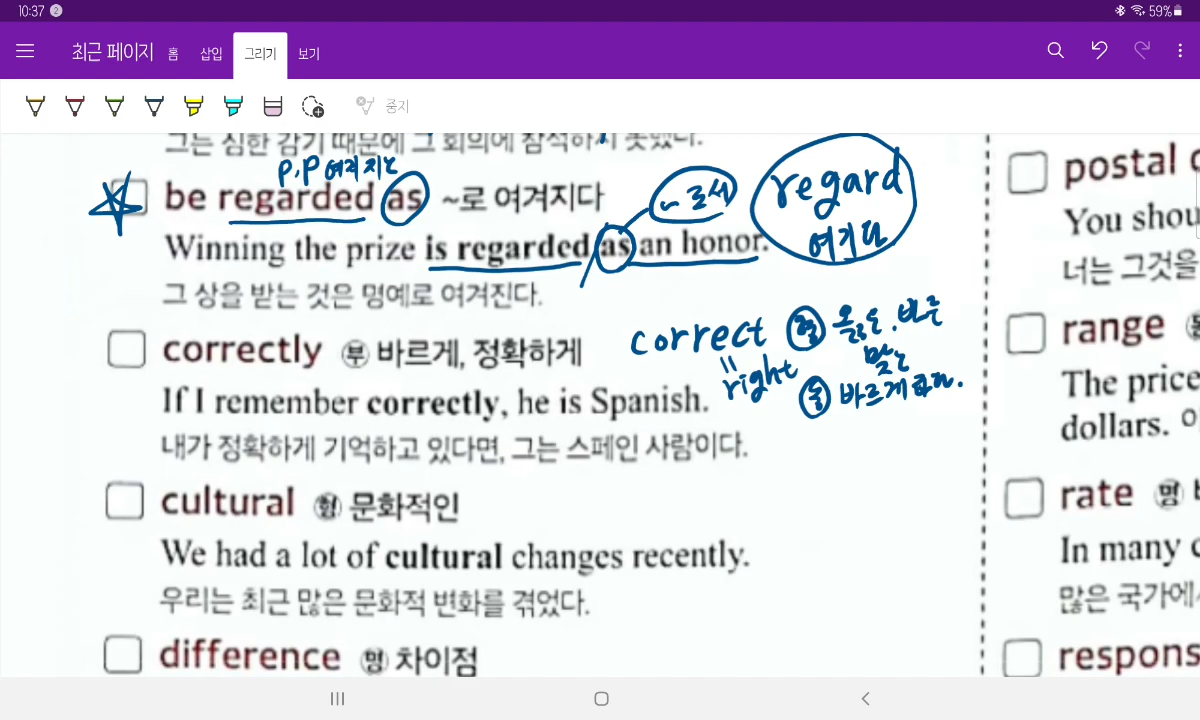 10:37 2
59%
최근 페이지 홈 삽입 그리기 보기
중지
그는 심한 감기 때문에 그 회의에 참석하지 못했다.
p.p 여겨지는
be regarded as ~로 여겨지다
~로서
regard
여기다
Winning the prize is regarded as an honor.
그 상을 받는 것은 명예로 여겨진다.
correctly 부 바르게, 정확하게
correct 형 옳은, 바른
맞는
" right
동 바르게 하다.
If I remember correctly, he is Spanish.
내가 정확하게 기억하고 있다면, 그는 스페인 사람이다.
cultural 형 문화적인
We had a lot of cultural changes recently.
우리는 최근 많은 문화적 변화를 겪었다.
difference 명 차이점
postal
You shou
너는 그것을
range
The price
dollars. 이
rate 명
In many c
많은 국가에서
respons